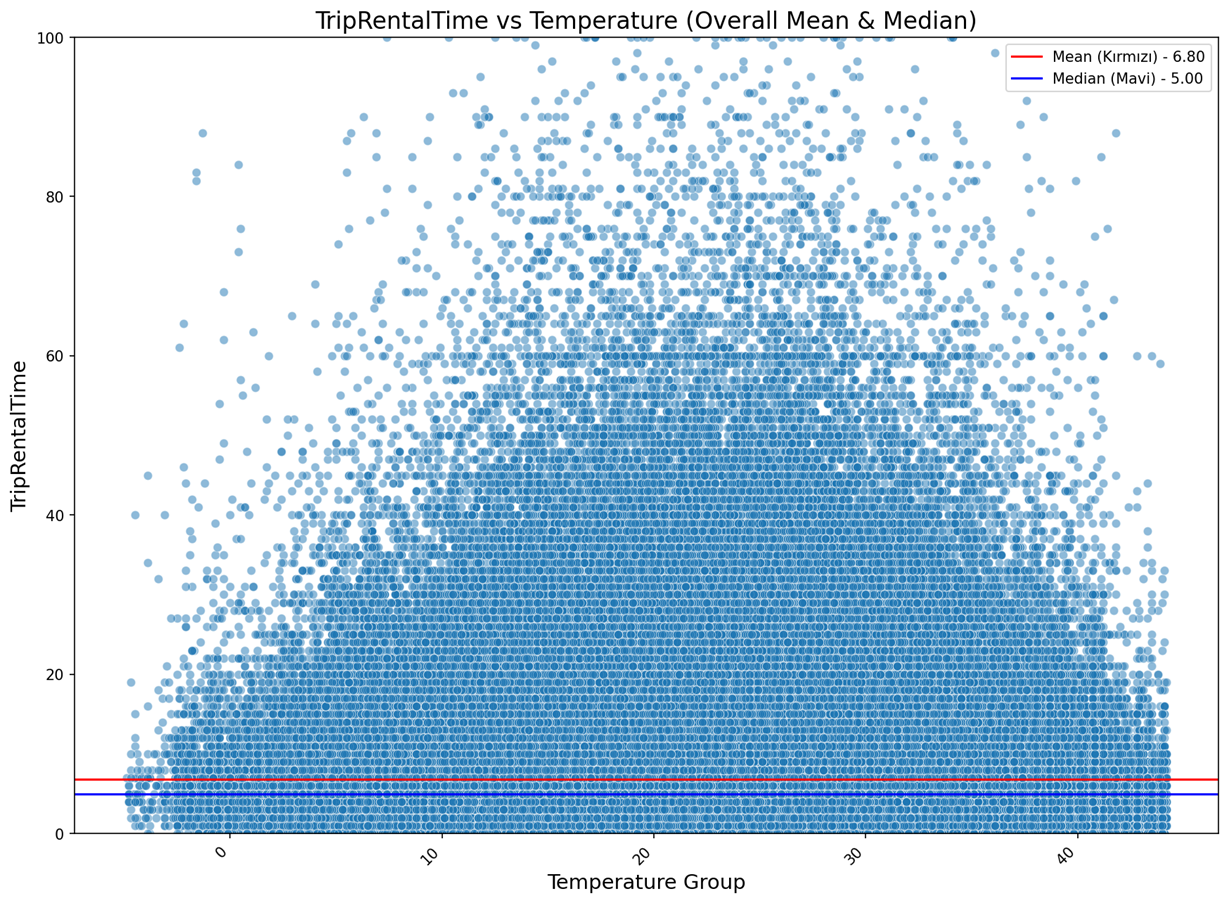 TripRentalTime vs Temperature (Overall Mean & Median)
Mean (Kırmızı) - 6.80
Median (Mavi) - 5.00
TripRentalTime
100
80
60
40
20
0
0
10
20
30
40
Temperature Group